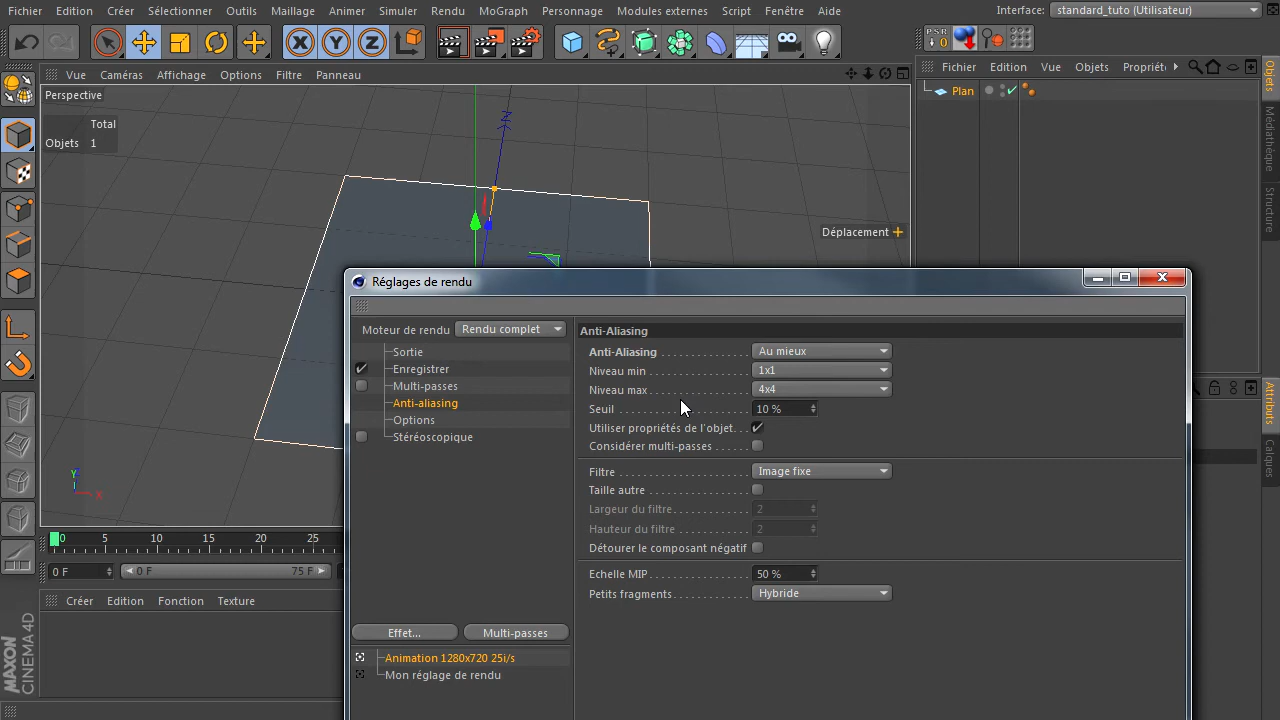 Fichier Edition Créer Sélectionner Outils Maillage Animer Simuler Rendu MoGraph Personnage Modules externes Script Fenêtre Aide
Interface: standard_tuto (Utilisateur)
X Y Z
PSR
0
Vue Caméras Affichage Options Filtre Panneau
Fichier Edition Vue Objets Propriét
Perspective
Total
Objets 1
Z
Déplacement +
Y
X
Plan
Objets
Médiathèque
Structure
Attributs
Calques
Réglages de rendu
Moteur de rendu Rendu complet
Sortie
Enregistrer
Multi-passes
Anti-aliasing
Options
Stéréoscopique
Effet... Multi-passes
Animation 1280x720 25i/s
Mon réglage de rendu
Anti-Aliasing
Anti-Aliasing Au mieux
Niveau min 1x1
Niveau max 4x4
Seuil 10 %
Utiliser propriétés de l'objet
Considérer multi-passes
Filtre Image fixe
Taille autre
Largeur du filtre 2
Hauteur du filtre 2
Détourer le composant négatif
Echelle MIP 50 %
Petits fragments Hybride
0 5 10 15 20 25
0 F 0 F 75 F
Créer Edition Fonction Texture
MAXON
CINEMA 4D